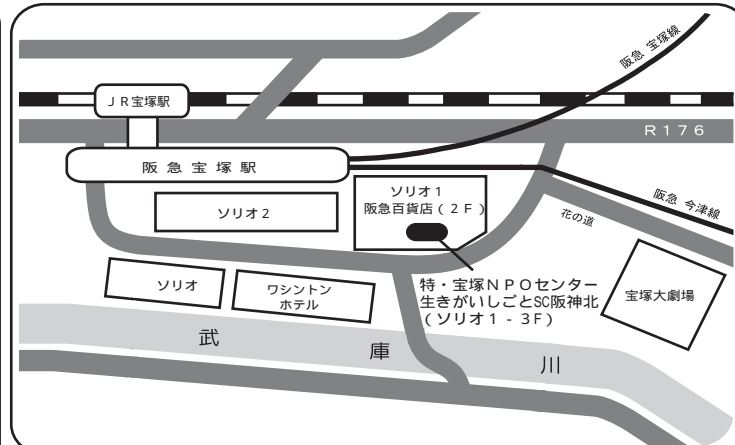 阪急 宝塚線
JR宝塚駅
R176
阪急宝塚駅
ソリオ1
阪急百貨店(2F)
阪急 今津線
ソリオ2
花の道
ソリオ
ワシントン
ホテル
特・宝塚NPOセンター
生きがいしごとSC阪神北
(ソリオ1-3F)
宝塚大劇場
武庫川